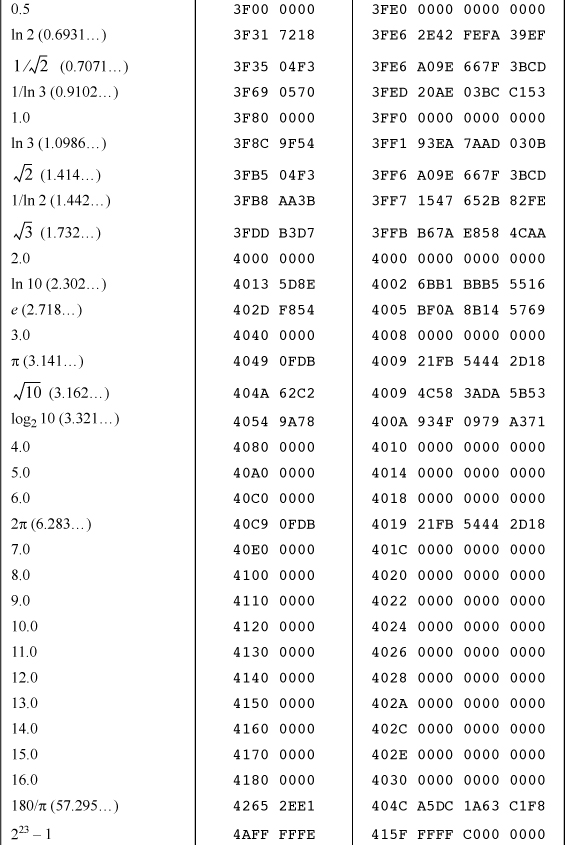 0.5 3F00 0000 3FE0 0000 0000 0000
ln 2 (0.6931…) 3F31 7218 3FE6 2E42 FEFA 39EF
1/√2 (0.7071…) 3F35 04F3 3FE6 A09E 667F 3BCD
1/ln 3 (0.9102…) 3F69 0570 3FED 20AE 03BC C153
1.0 3F80 0000 3FF0 0000 0000 0000
ln 3 (1.0986…) 3F8C 9F54 3FF1 93EA 7AAD 030B
√2 (1.414…) 3FB5 04F3 3FF6 A09E 667F 3BCD
1/ln 2 (1.442…) 3FB8 AA3B 3FF7 1547 652B 82FE
√3 (1.732…) 3FDD B3D7 3FFB B67A E858 4CAA
2.0 4000 0000 4000 0000 0000 0000
ln 10 (2.302…) 4013 5D8E 4002 6BB1 BBB5 5516
e (2.718…) 402D F854 4005 BF0A 8B14 5769
3.0 4040 0000 4008 0000 0000 0000
π (3.141…) 4049 0FDB 4009 21FB 5444 2D18
√10 (3.162…) 404A 62C2 4009 4C58 3ADA 5B53
log₂ 10 (3.321…) 4054 9A78 400A 934F 0979 A371
4.0 4080 0000 4010 0000 0000 0000
5.0 40A0 0000 4014 0000 0000 0000
6.0 40C0 0000 4018 0000 0000 0000
2π (6.283…) 40C9 0FDB 4019 21FB 5444 2D18
7.0 40E0 0000 401C 0000 0000 0000
8.0 4100 0000 4020 0000 0000 0000
9.0 4110 0000 4022 0000 0000 0000
10.0 4120 0000 4024 0000 0000 0000
11.0 4130 0000 4026 0000 0000 0000
12.0 4140 0000 4028 0000 0000 0000
13.0 4150 0000 402A 0000 0000 0000
14.0 4160 0000 402C 0000 0000 0000
15.0 4170 0000 402E 0000 0000 0000
16.0 4180 0000 4030 0000 0000 0000
180/π (57.295…) 4265 2EE1 404C A5DC 1A63 C1F8
2²³ – 1 4AFF FFFE 415F FFFF C000 0000